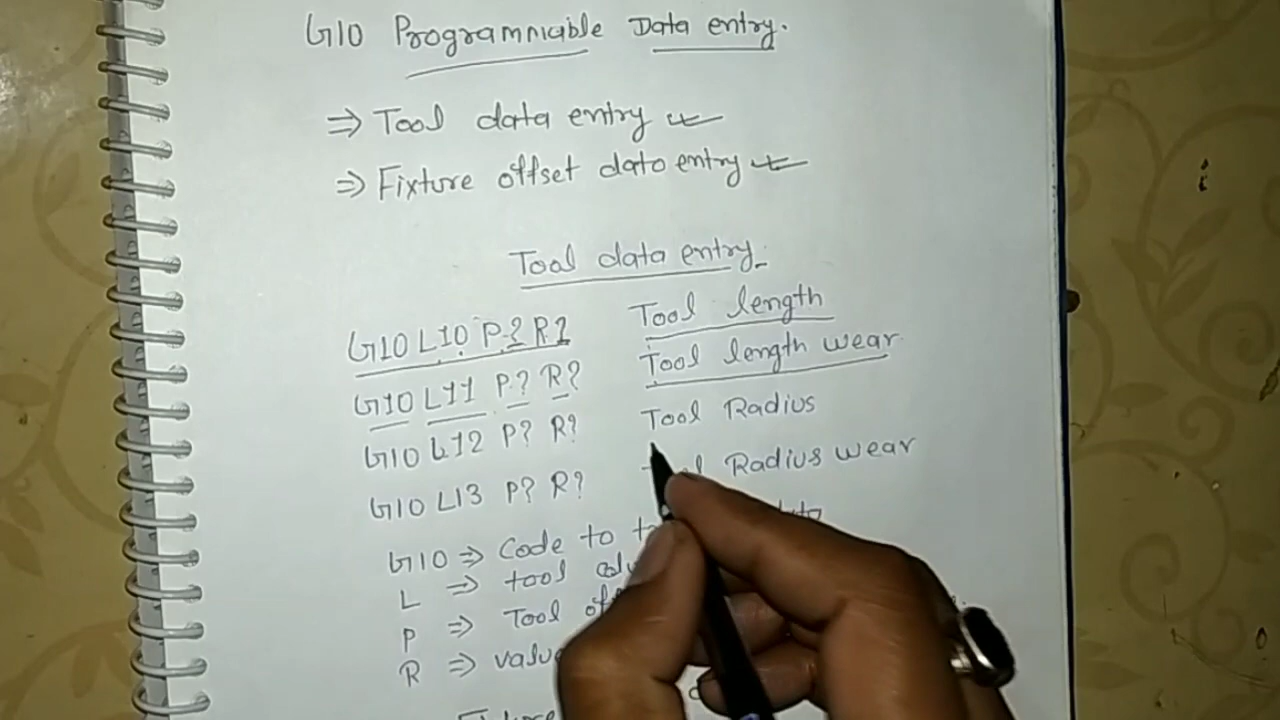 G10 Programmable Data entry.
⇒ Tool data entry
⇒ Fixture offset data entry
Tool data entry
G10 L10 P? R? Tool length
G10 L11 P? R? Tool length wear
G10 L12 P? R? Tool Radius
G10 L13 P? R? Radius wear
G10 ⇒ Code to
L ⇒ tool
P ⇒ Tool
R ⇒